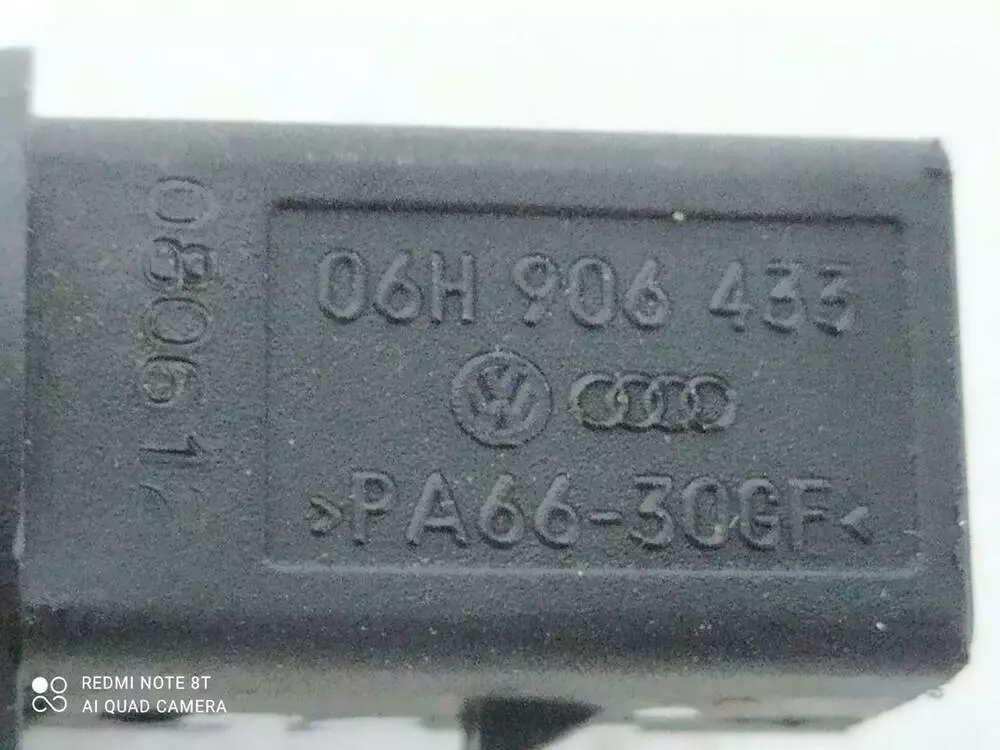 06H 906 433
>PA66-30GF<
REDMI NOTE 8T
AI QUAD CAMERA